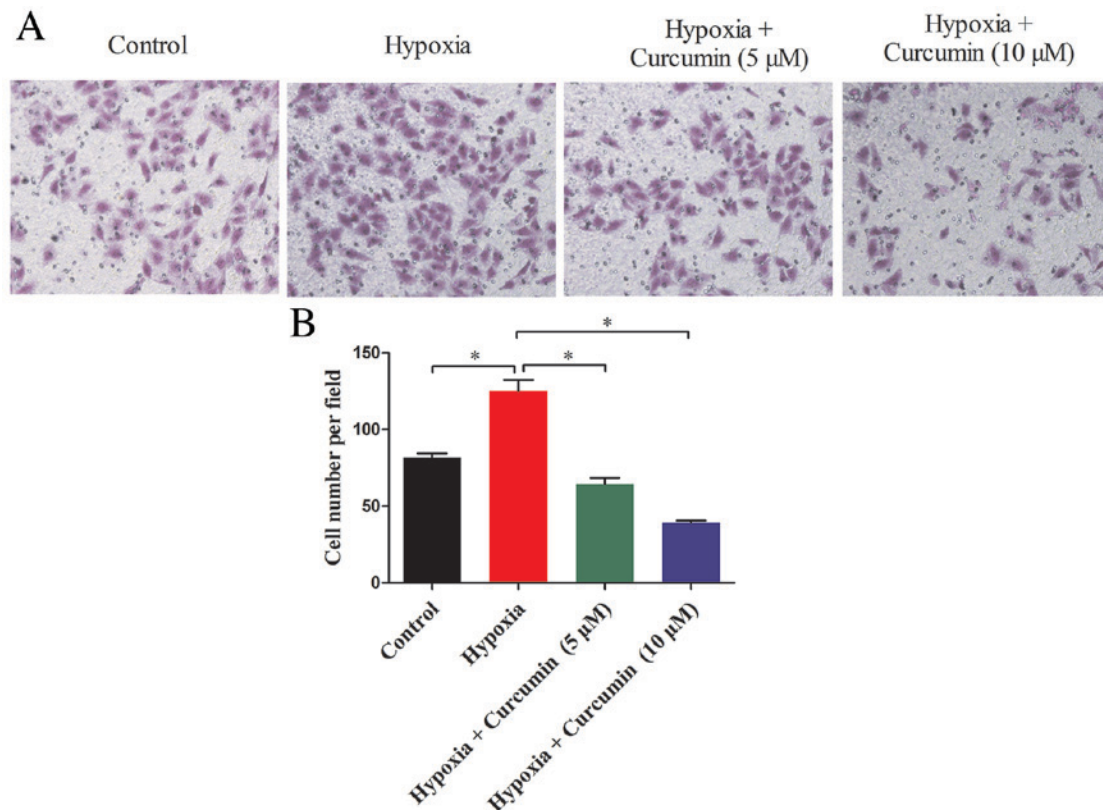 A
Control
Hypoxia
Hypoxia +
Curcumin (5 μM)
Hypoxia +
Curcumin (10 μM)
B
*
*
*
150
100
50
0
Cell number per field
Control
Hypoxia
Hypoxia + Curcumin (5 μM)
Hypoxia + Curcumin (10 μM)